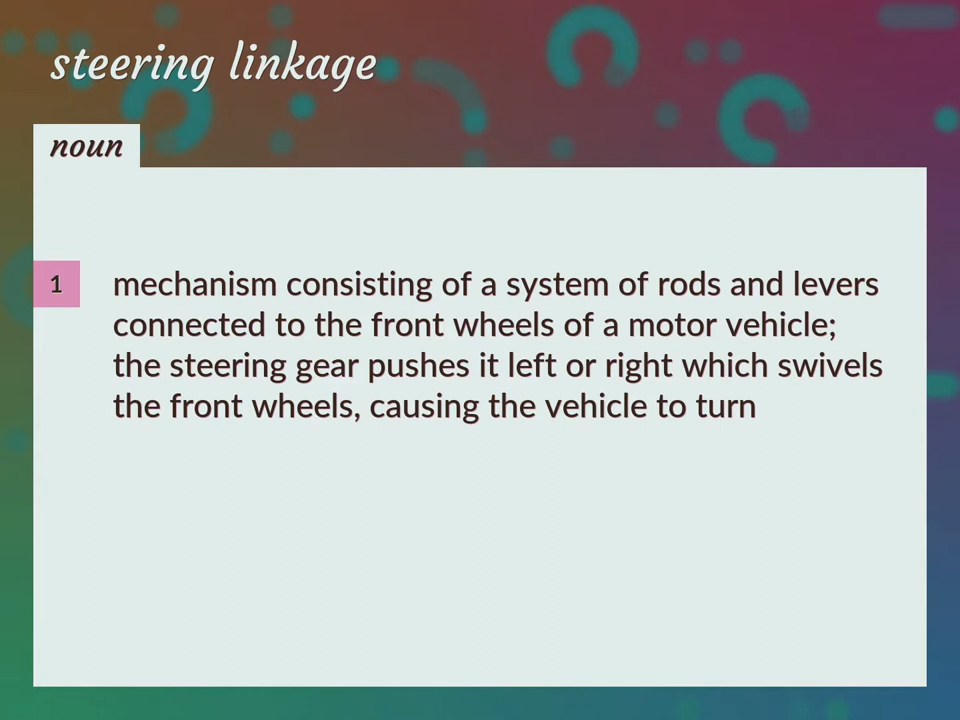 steering linkage
noun
1
mechanism consisting of a system of rods and levers
connected to the front wheels of a motor vehicle;
the steering gear pushes it left or right which swivels
the front wheels, causing the vehicle to turn